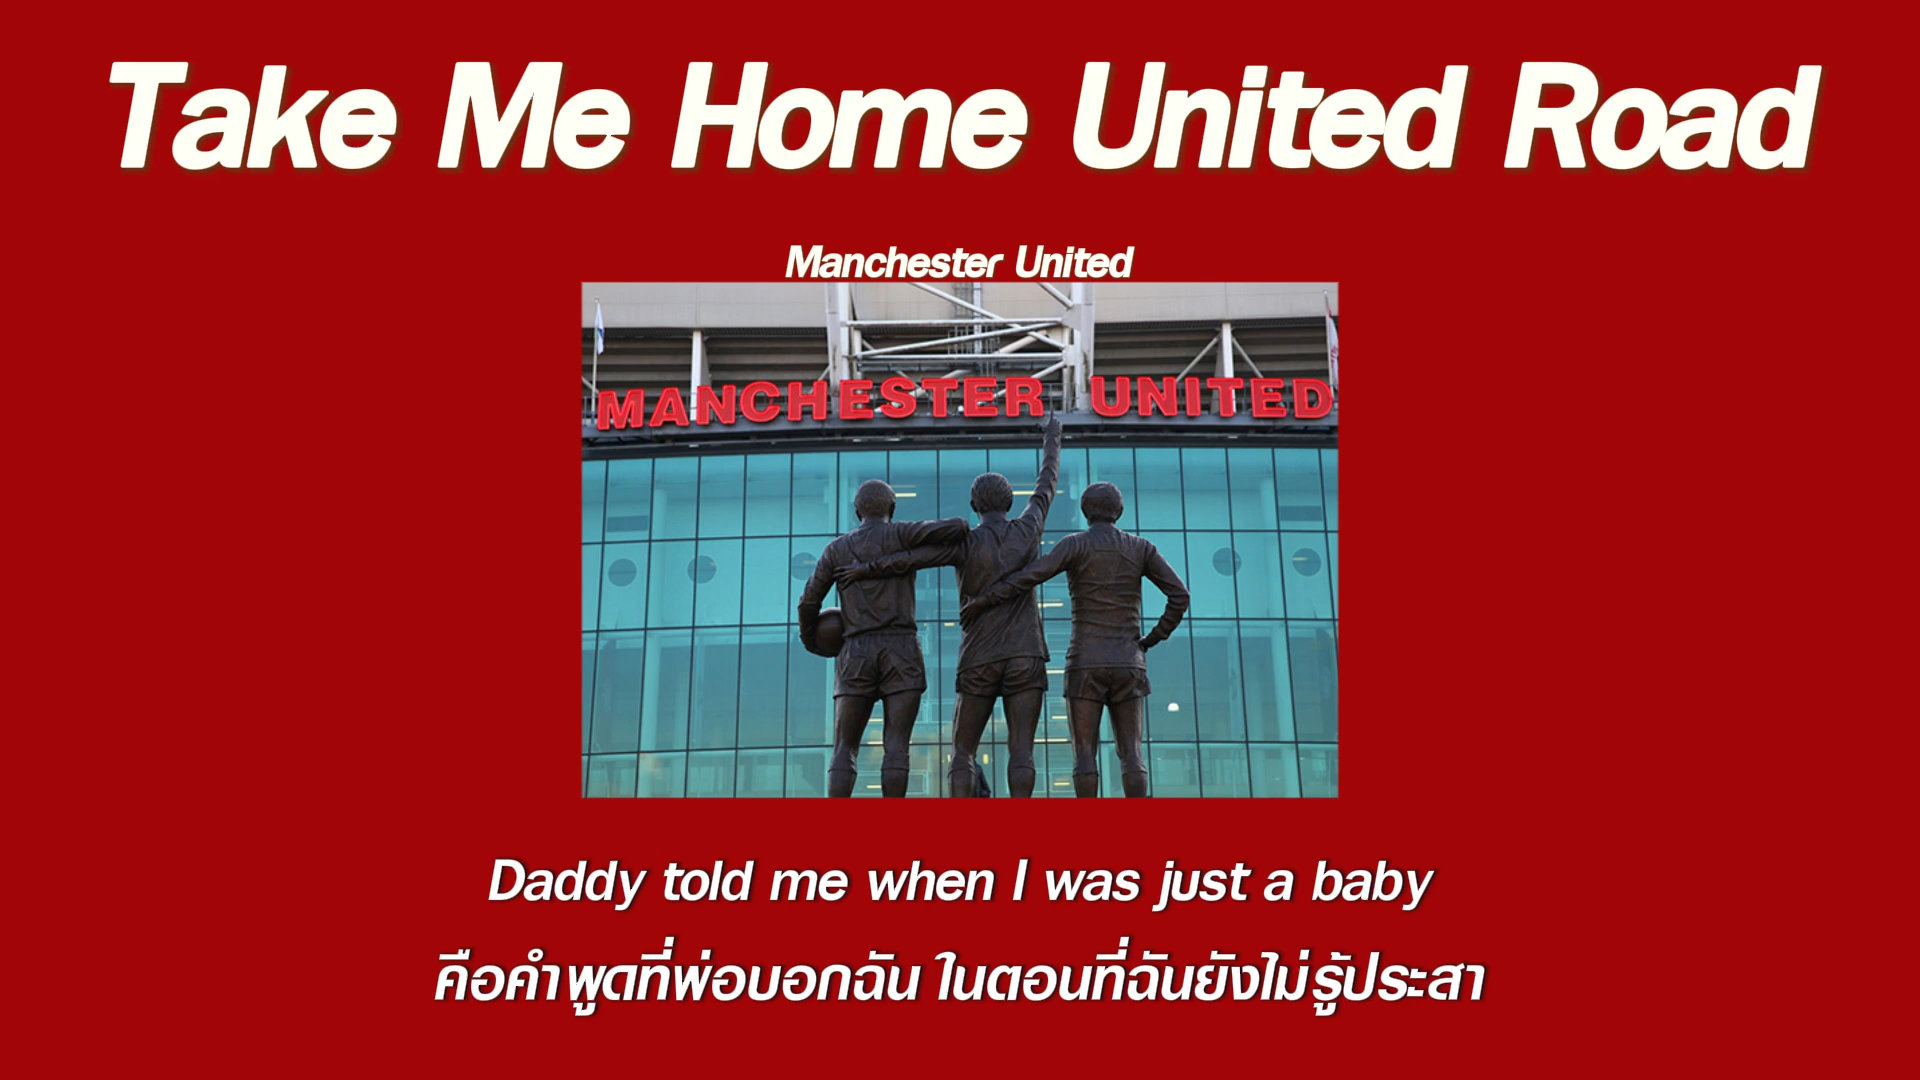 Take Me Home United Road
Manchester United
MANCHESTER UNITED
Daddy told me when I was just a baby
คือคำพูดที่พ่อบอกฉัน ในตอนที่ฉันยังไม่รู้ประสา